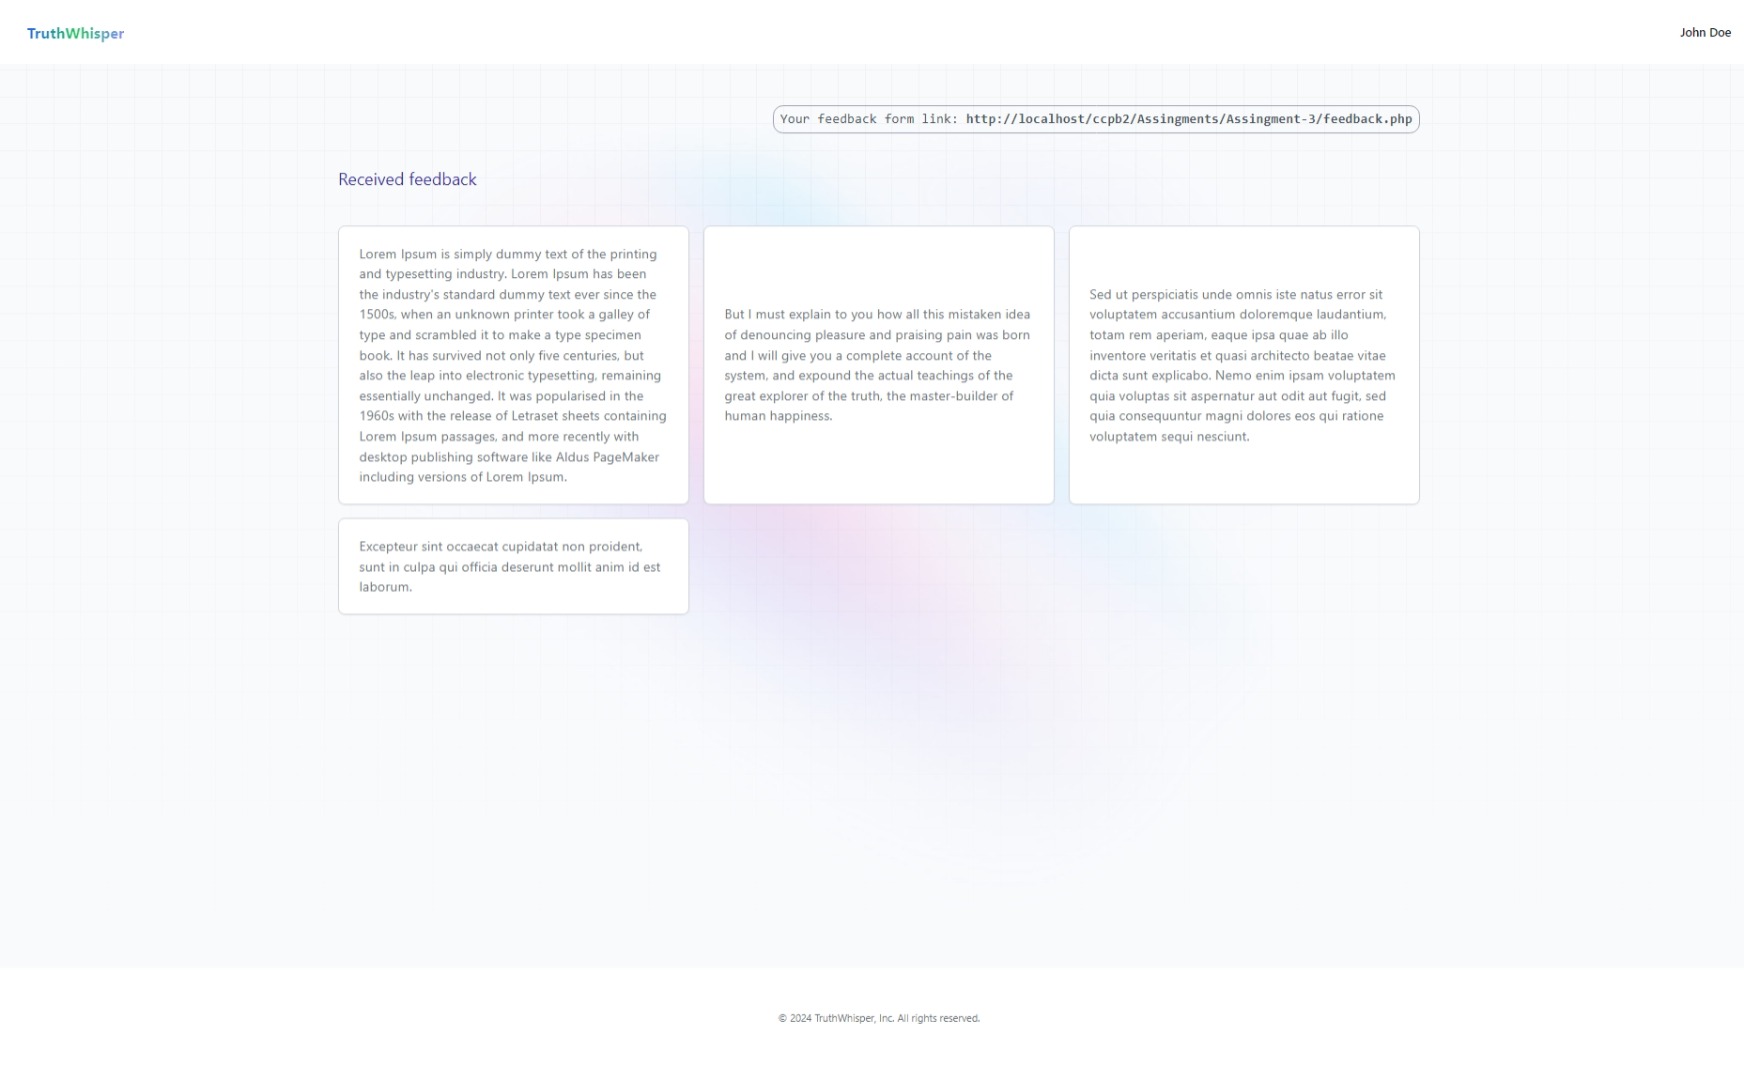 TruthWhisper
John Doe
Your feedback form link: http://localhost/ccpb2/Assingments/Assingment-3/feedback.php
Received feedback
Lorem Ipsum is simply dummy text of the printing
and typesetting industry. Lorem Ipsum has been
the industry's standard dummy text ever since the
1500s, when an unknown printer took a galley of
type and scrambled it to make a type specimen
book. It has survived not only five centuries, but
also the leap into electronic typesetting, remaining
essentially unchanged. It was popularised in the
1960s with the release of Letraset sheets containing
Lorem Ipsum passages, and more recently with
desktop publishing software like Aldus PageMaker
including versions of Lorem Ipsum.
But I must explain to you how all this mistaken idea
of denouncing pleasure and praising pain was born
and I will give you a complete account of the
system, and expound the actual teachings of the
great explorer of the truth, the master-builder of
human happiness.
Sed ut perspiciatis unde omnis iste natus error sit
voluptatem accusantium doloremque laudantium,
totam rem aperiam, eaque ipsa quae ab illo
inventore veritatis et quasi architecto beatae vitae
dicta sunt explicabo. Nemo enim ipsam voluptatem
quia voluptas sit aspernatur aut odit aut fugit, sed
quia consequuntur magni dolores eos qui ratione
voluptatem sequi nesciunt.
Excepteur sint occaecat cupidatat non proident,
sunt in culpa qui officia deserunt mollit anim id est
laborum.
© 2024 TruthWhisper, Inc. All rights reserved.